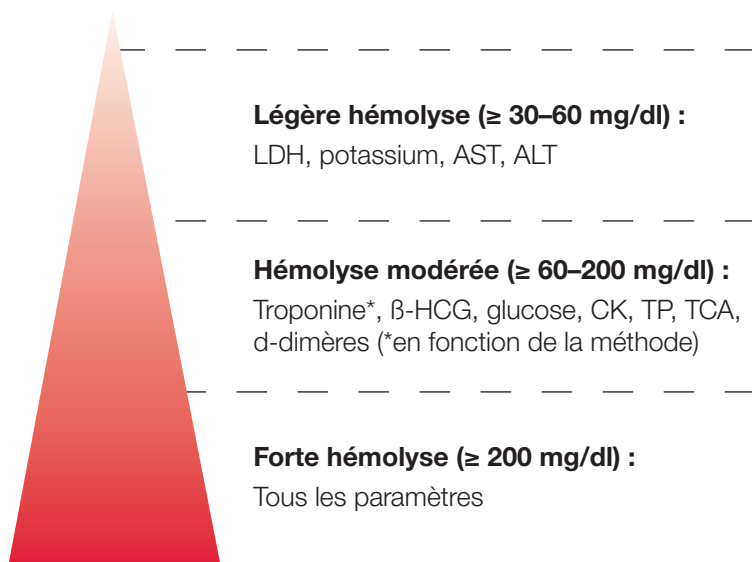 Légère hémolyse (≥ 30–60 mg/dl) :
LDH, potassium, AST, ALT
Hémolyse modérée (≥ 60–200 mg/dl) :
Troponine*, ß-HCG, glucose, CK, TP, TCA,
d-dimères (*en fonction de la méthode)
Forte hémolyse (≥ 200 mg/dl) :
Tous les paramètres